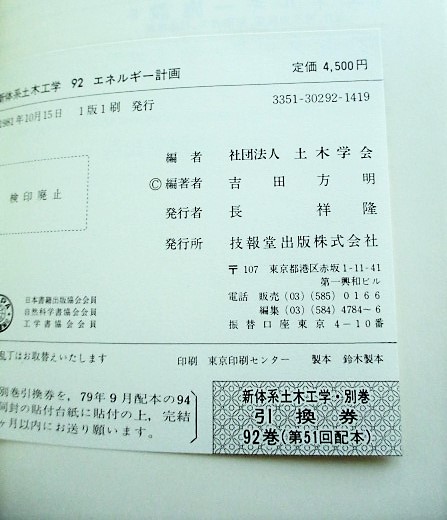 新体系土木工学 92 エネルギー計画
定価 4,500円
1981年10月15日 1版1刷 発行
3351-30292-1419
検印廃止
編者 社団法人 土木学会
©編著者 吉田方明
発行者 長祥隆
発行所 技報堂出版株式会社
〒107 東京都港区赤坂1-11-41
第一興和ビル
電話 販売(03)(585)0166
編集(03)(584)4784~6
振替口座東京 4-10番
日本書籍出版協会会員
自然科学書協会会員
工学書協会会員
乱丁はお取替えいたします
印刷 東京印刷センター 製本 鈴木製本
別巻引換券を,79年9月配本の94
同封の貼付台紙に貼付の上,完結
ヶ月以内にお送り願います。
新体系土木工学・別巻
引換券
92巻(第51回配本)